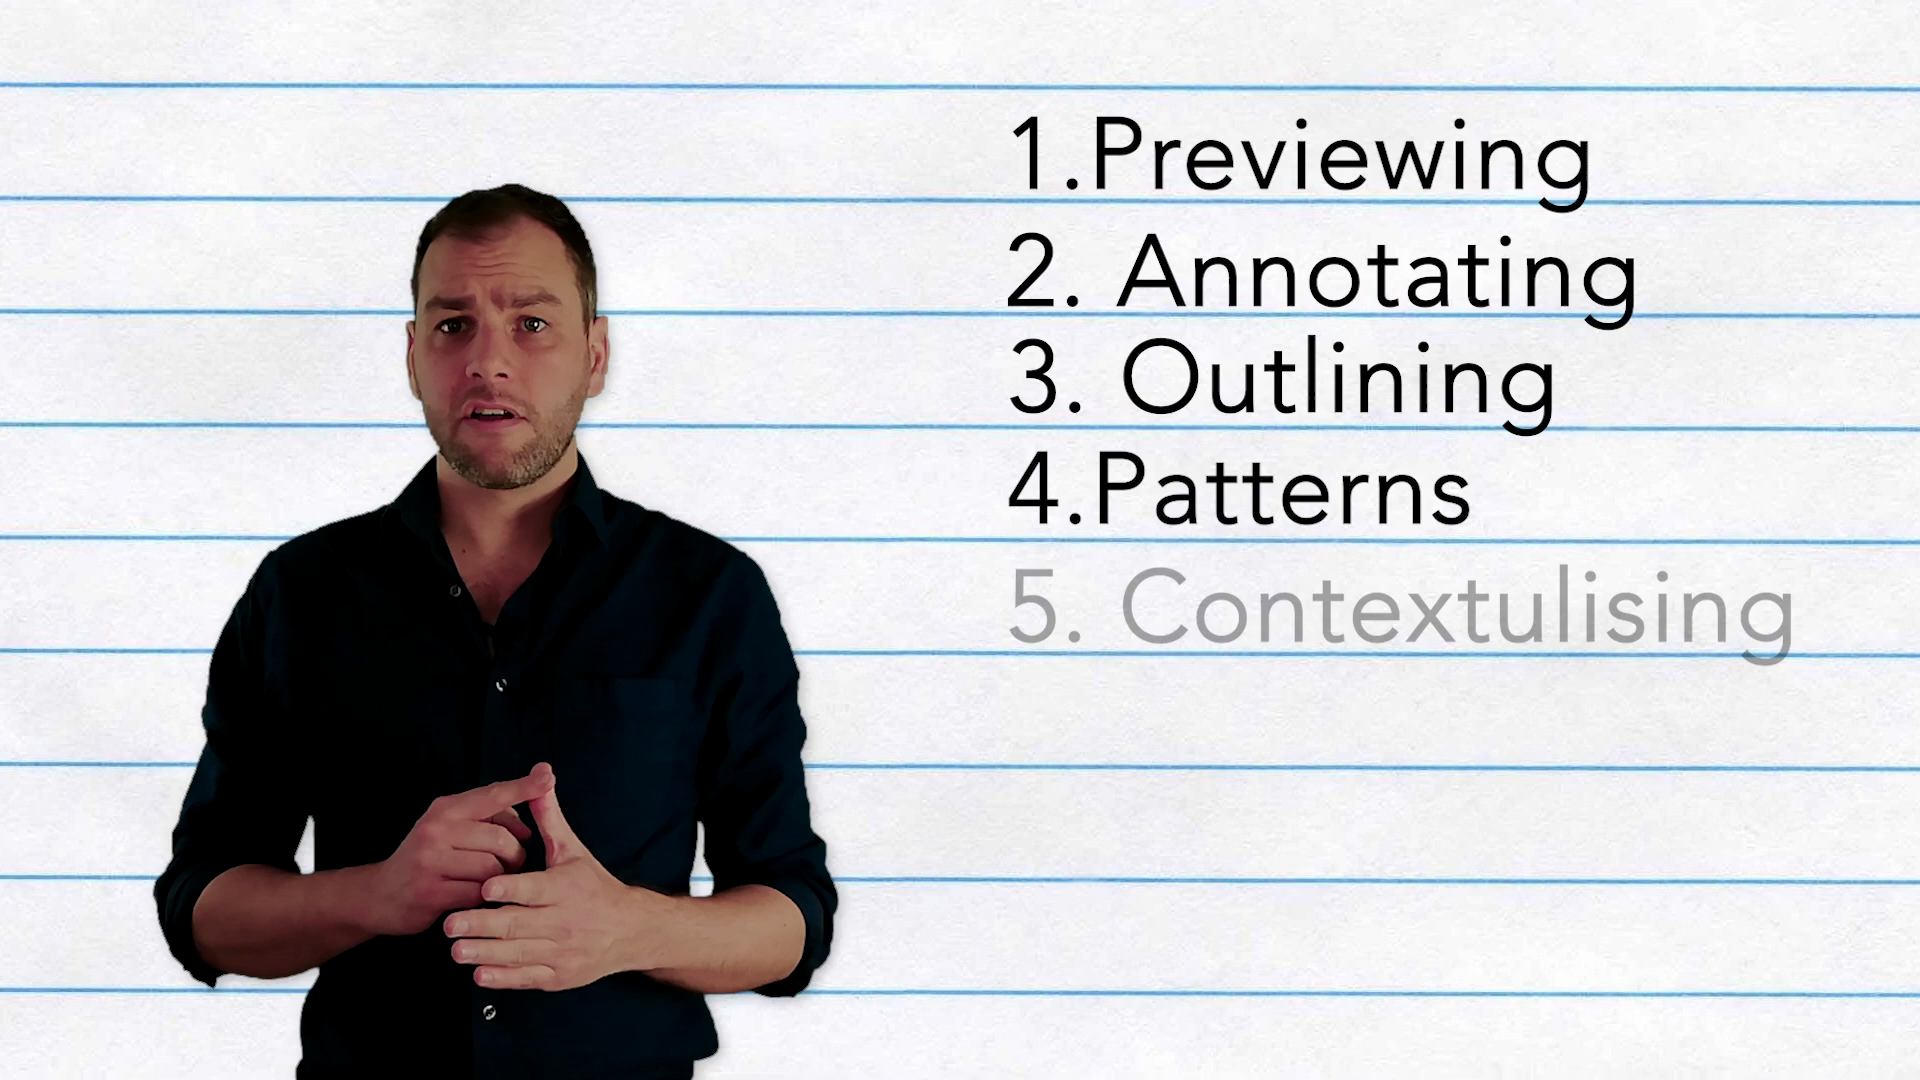 1.Previewing
2. Annotating
3. Outlining
4.Patterns
5. Contextulising